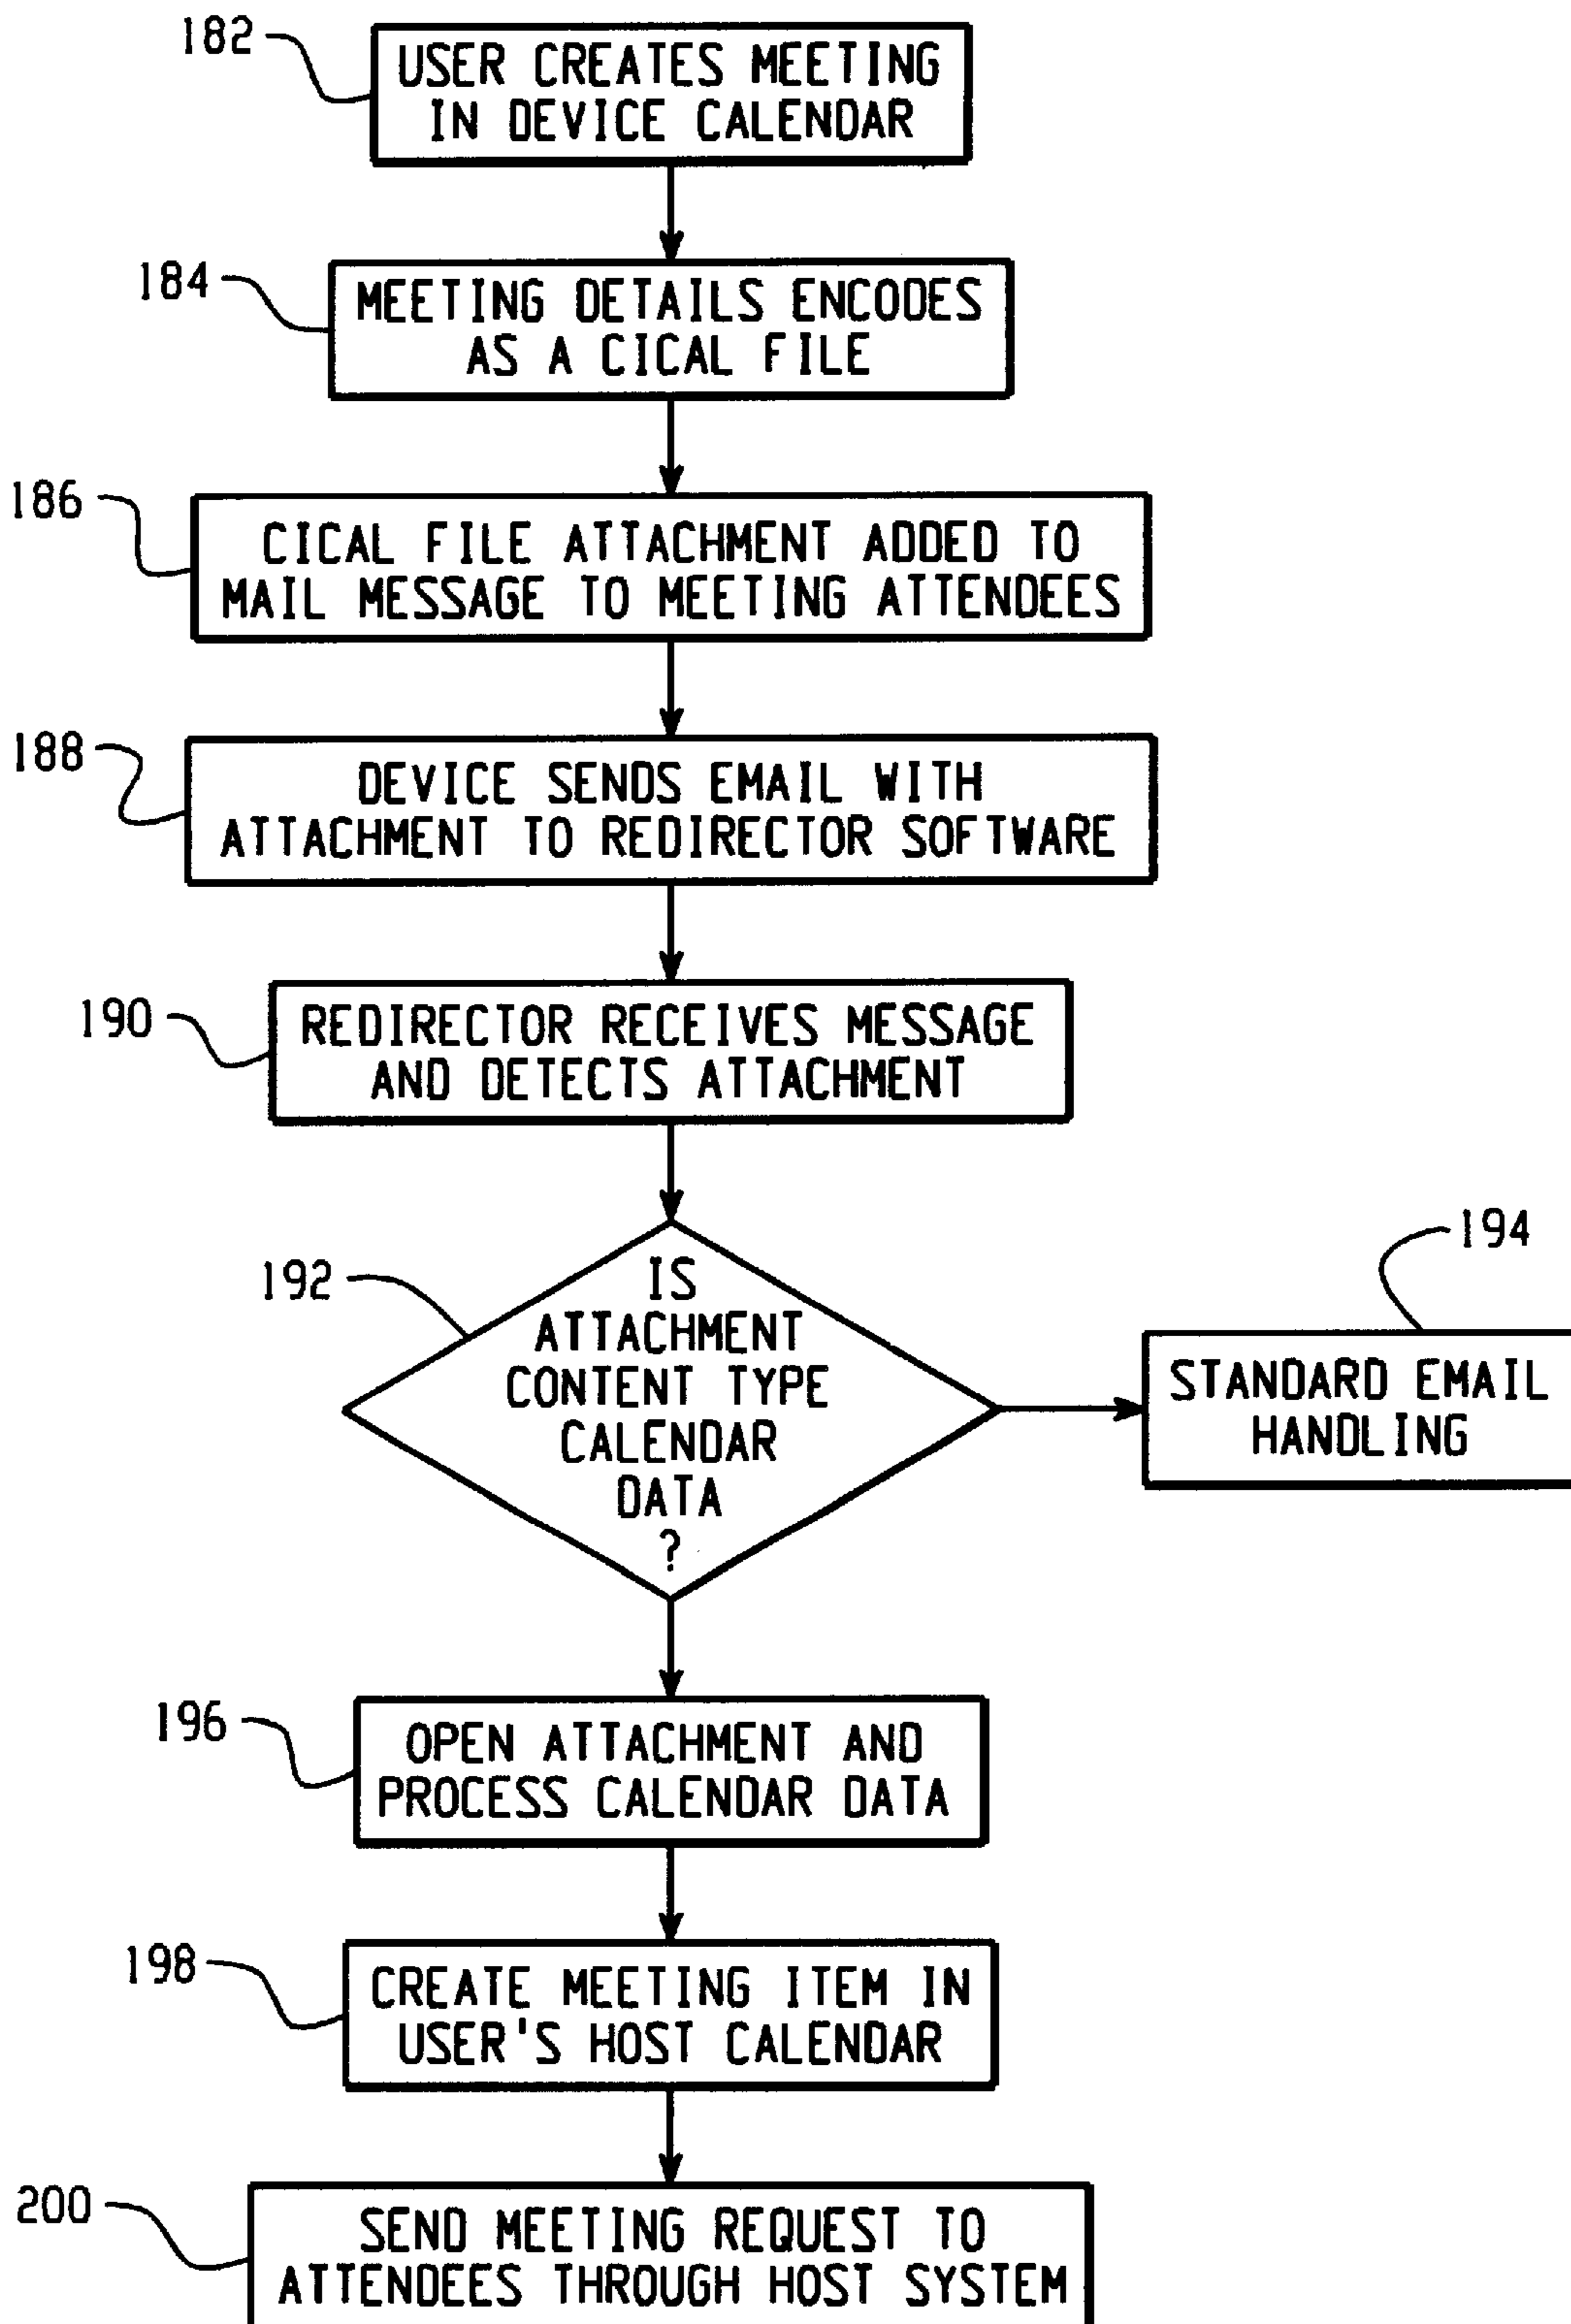 182
USER CREATES MEETING
IN DEVICE CALENDAR
184
MEETING DETAILS ENCODES
AS A CICAL FILE
186
CICAL FILE ATTACHMENT ADDED TO
MAIL MESSAGE TO MEETING ATTENDEES
188
DEVICE SENDS EMAIL WITH
ATTACHMENT TO REDIRECTOR SOFTWARE
190
REDIRECTOR RECEIVES MESSAGE
AND DETECTS ATTACHMENT
192
IS
ATTACHMENT
CONTENT TYPE
CALENDAR
DATA
?
194
STANDARD EMAIL
HANDLING
196
OPEN ATTACHMENT AND
PROCESS CALENDAR DATA
198
CREATE MEETING ITEM IN
USER'S HOST CALENDAR
200
SEND MEETING REQUEST TO
ATTENDEES THROUGH HOST SYSTEM